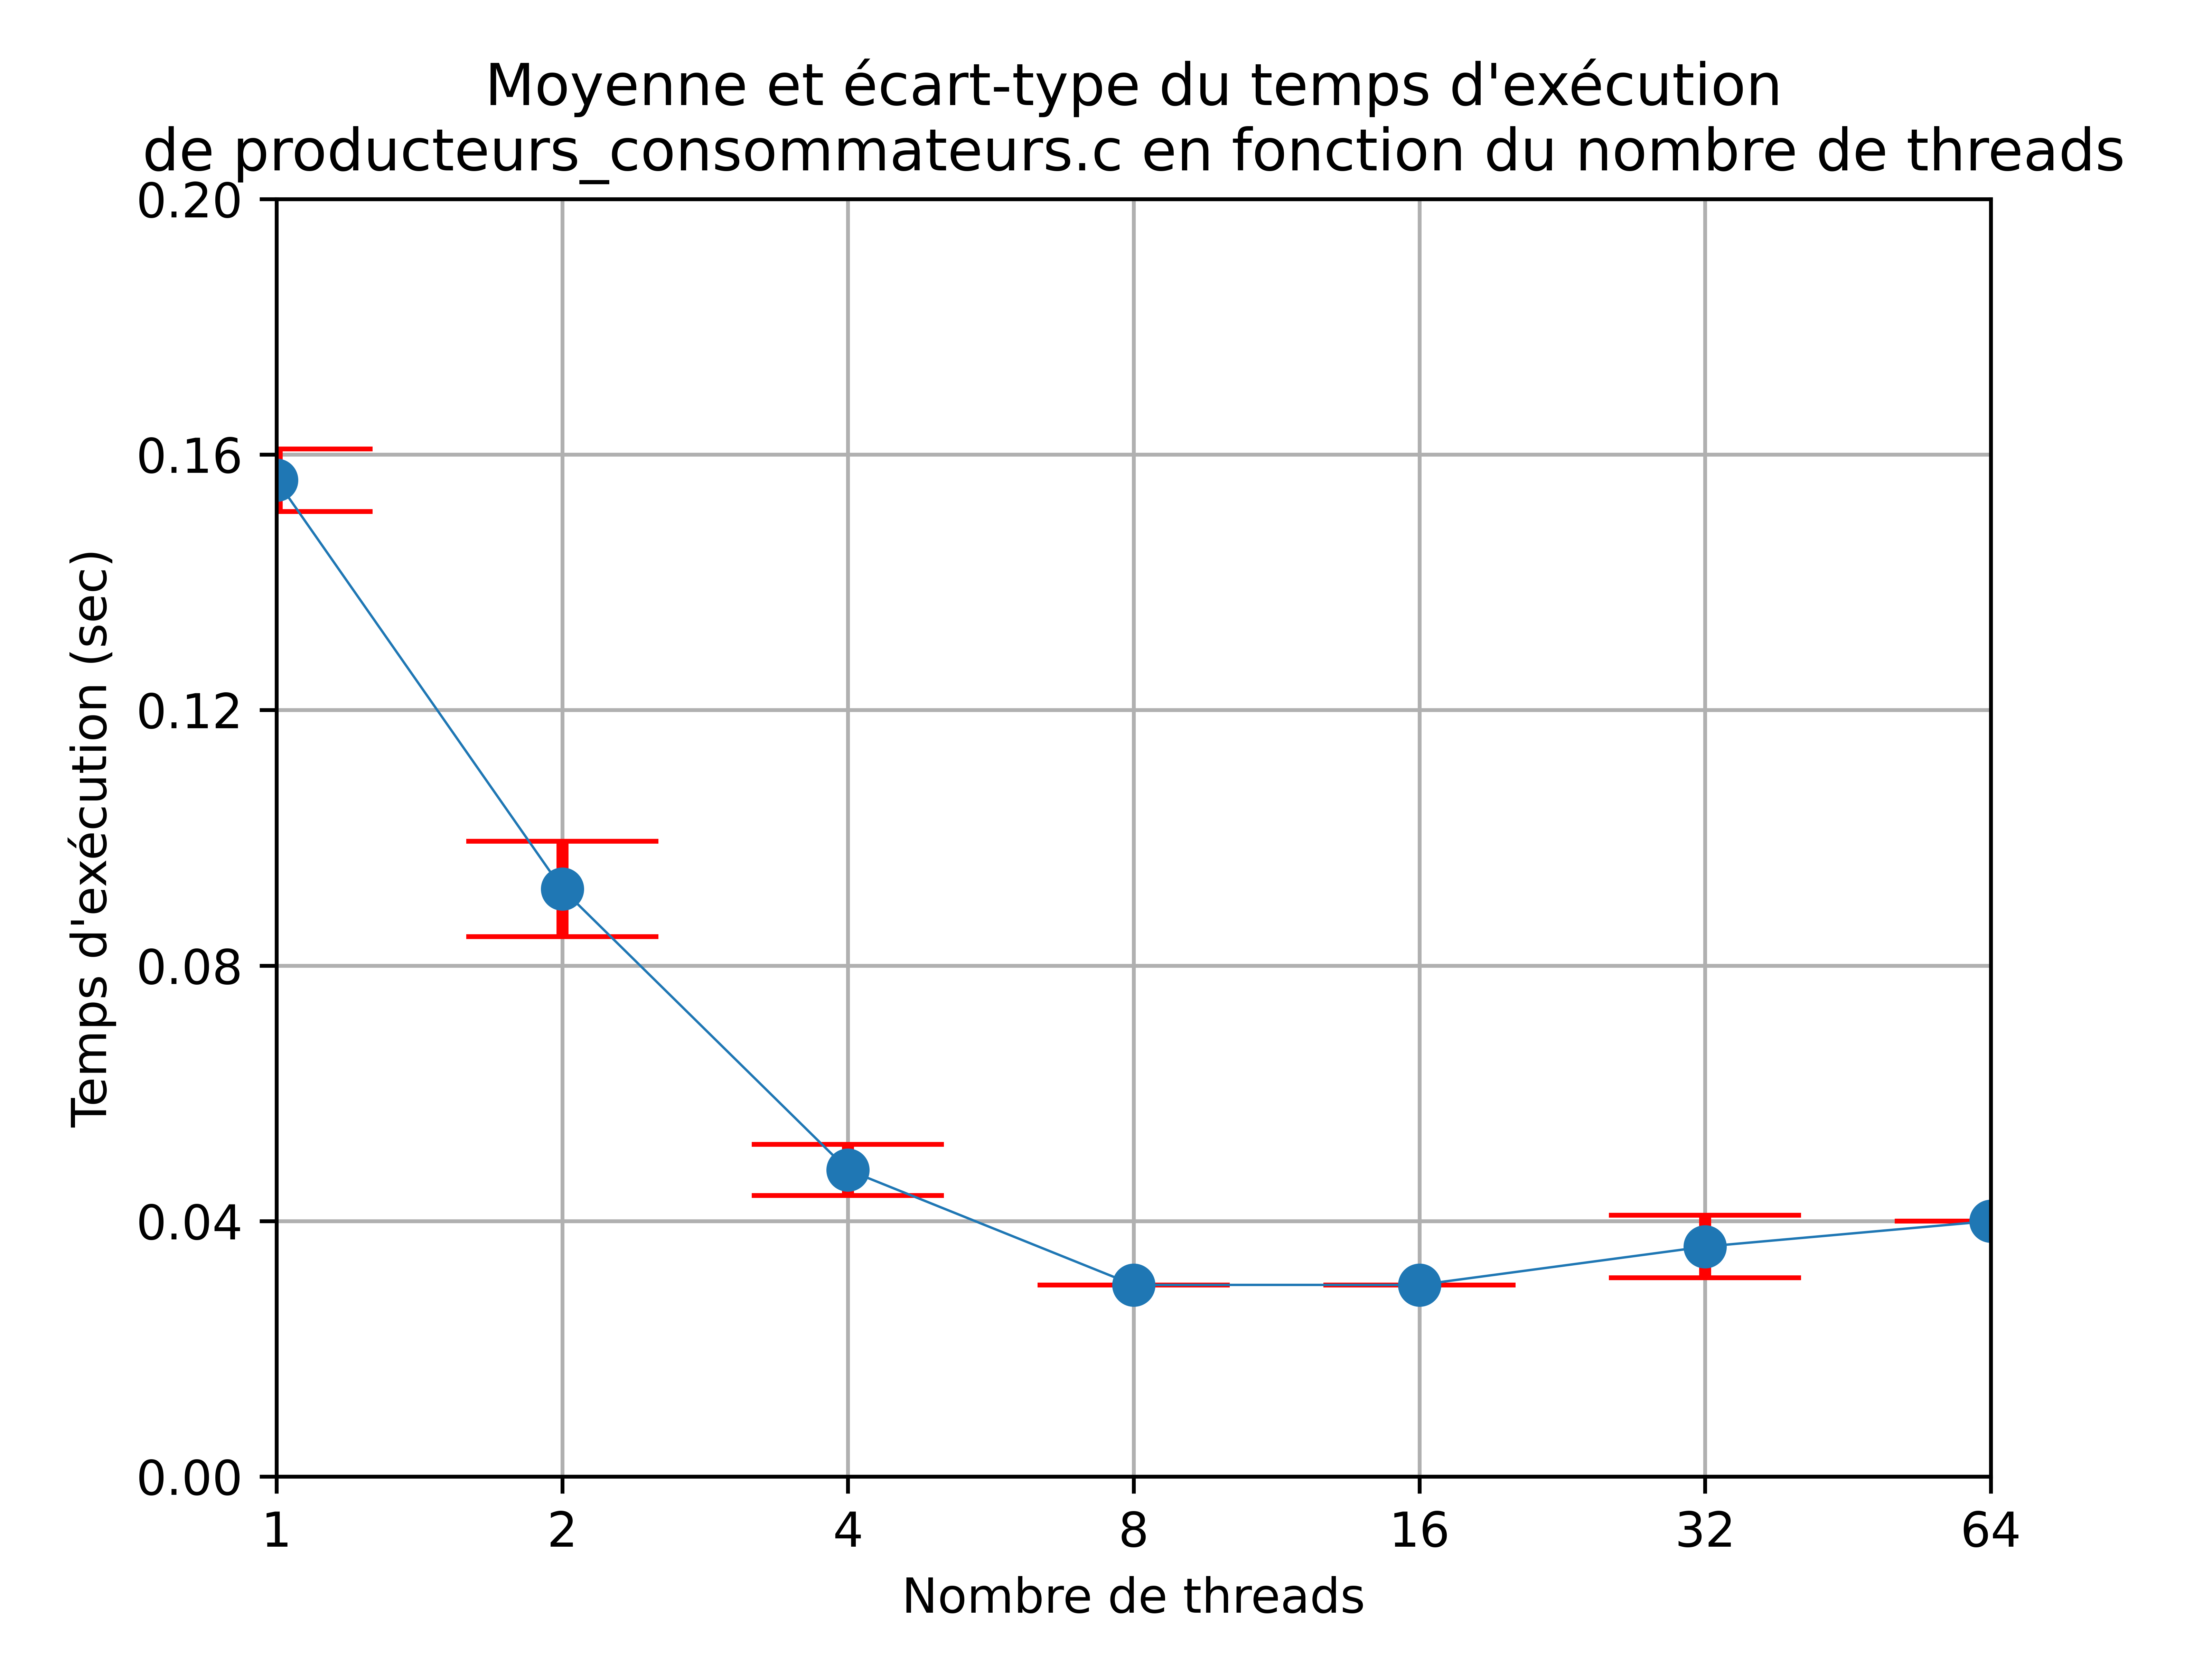 Moyenne et écart-type du temps d'exécution
de producteurs_consommateurs.c en fonction du nombre de threads
0.20
0.16
0.12
0.08
0.04
0.00
Temps d'exécution (sec)
1 2 4 8 16 32 64
Nombre de threads